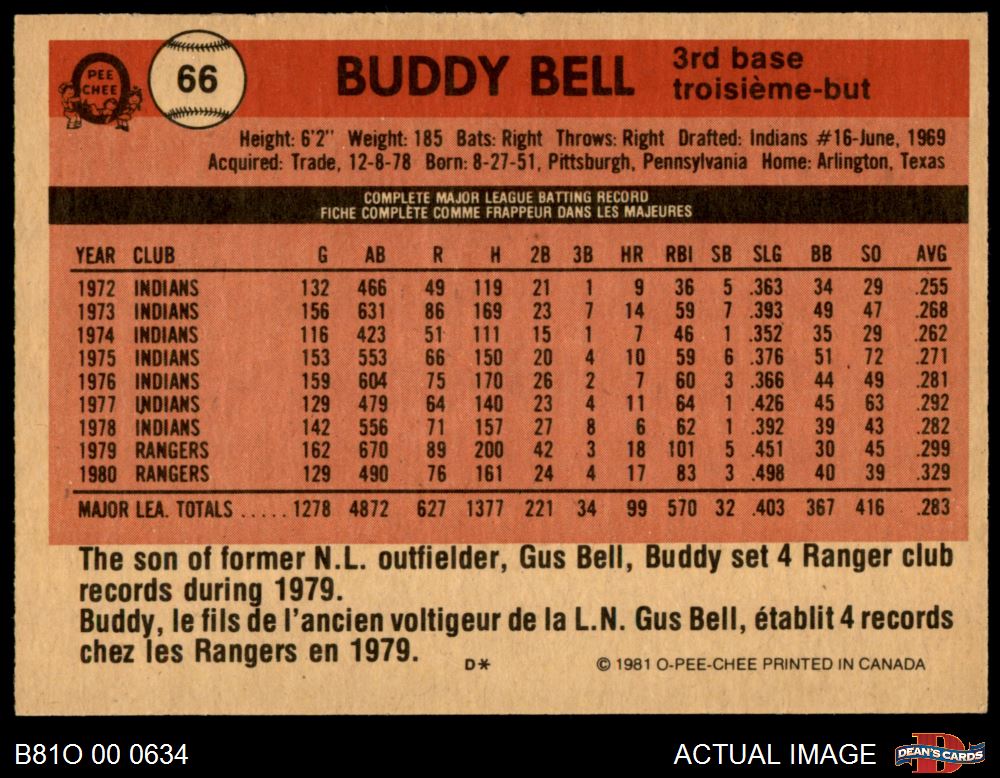 PEE CHEE
66
BUDDY BELL
3rd base
troisième-but
Height: 6'2" Weight: 185 Bats: Right Throws: Right Drafted: Indians #16-June, 1969
Acquired: Trade, 12-8-78 Born: 8-27-51, Pittsburgh, Pennsylvania Home: Arlington, Texas
COMPLETE MAJOR LEAGUE BATTING RECORD
FICHE COMPLÈTE COMME FRAPPEUR DANS LES MAJEURES
YEAR CLUB G AB R H 2B 3B HR RBI SB SLG BB SO AVG
1972 INDIANS 132 466 49 119 21 1 9 36 5 .363 34 29 .255
1973 INDIANS 156 631 86 169 23 7 14 59 7 .393 49 47 .268
1974 INDIANS 116 423 51 111 15 1 7 46 1 .352 35 29 .262
1975 INDIANS 153 553 66 150 20 4 10 59 6 .376 51 72 .271
1976 INDIANS 159 604 75 170 26 2 7 60 3 .366 44 49 .281
1977 INDIANS 129 479 64 140 23 4 11 64 1 .426 45 63 .292
1978 INDIANS 142 556 71 157 27 8 6 62 1 .392 39 43 .282
1979 RANGERS 162 670 89 200 42 3 18 101 5 .451 30 45 .299
1980 RANGERS 129 490 76 161 24 4 17 83 3 .498 40 39 .329
MAJOR LEA. TOTALS ..... 1278 4872 627 1377 221 34 99 570 32 .403 367 416 .283
The son of former N.L. outfielder, Gus Bell, Buddy set 4 Ranger club
records during 1979.
Buddy, le fils de l'ancien voltigeur de la L.N. Gus Bell, établit 4 records
chez les Rangers en 1979.
D* © 1981 O-PEE-CHEE PRINTED IN CANADA
B81O 00 0634 ACTUAL IMAGE DEAN'S CARDS